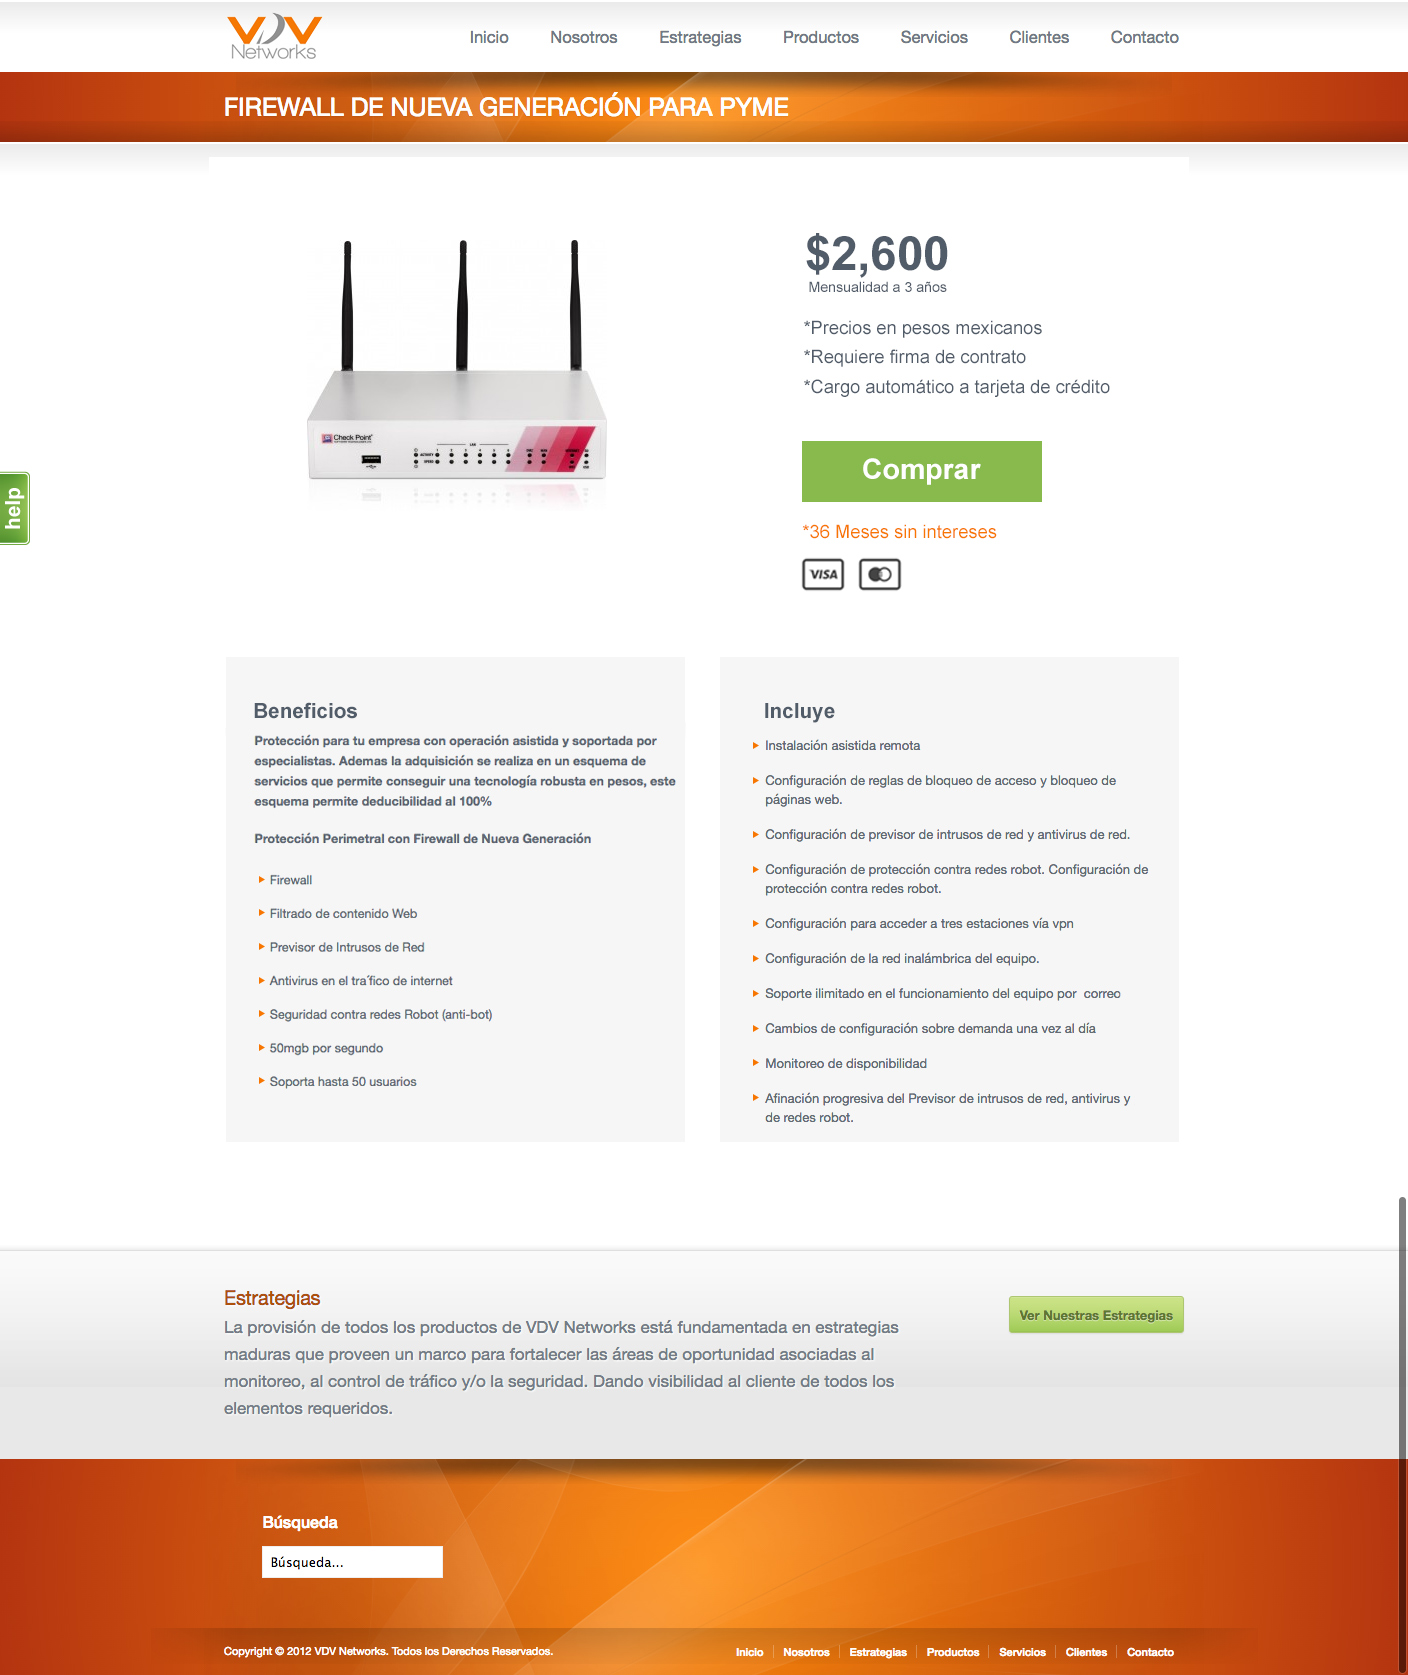 VDV
Networks
Inicio Nosotros Estrategias Productos Servicios Clientes Contacto
FIREWALL DE NUEVA GENERACIÓN PARA PYME
$2,600
Mensualidad a 3 años
*Precios en pesos mexicanos
*Requiere firma de contrato
*Cargo automático a tarjeta de crédito
Check Point
LAN
ACTIVITY
SPEED
help
Comprar
*36 Meses sin intereses
VISA
Beneficios
Protección para tu empresa con operación asistida y soportada por
especialistas. Ademas la adquisición se realiza en un esquema de
servicios que permite conseguir una tecnología robusta en pesos, este
esquema permite deducibilidad al 100%
Protección Perimetral con Firewall de Nueva Generación
Firewall
Filtrado de contenido Web
Previsor de Intrusos de Red
Antivirus en el tra´fico de internet
Seguridad contra redes Robot (anti-bot)
50mgb por segundo
Soporta hasta 50 usuarios
Incluye
Instalación asistida remota
Configuración de reglas de bloqueo de acceso y bloqueo de
páginas web.
Configuración de previsor de intrusos de red y antivirus de red.
Configuración de protección contra redes robot. Configuración de
protección contra redes robot.
Configuración para acceder a tres estaciones vía vpn
Configuración de la red inalámbrica del equipo.
Soporte ilimitado en el funcionamiento del equipo por correo
Cambios de configuración sobre demanda una vez al día
Monitoreo de disponibilidad
Afinación progresiva del Previsor de intrusos de red, antivirus y
de redes robot.
Estrategias
La provisión de todos los productos de VDV Networks está fundamentada en estrategias
maduras que proveen un marco para fortalecer las áreas de oportunidad asociadas al
monitoreo, al control de tráfico y/o la seguridad. Dando visibilidad al cliente de todos los
elementos requeridos.
Ver Nuestras Estrategias
Búsqueda
Búsqueda...
Copyright © 2012 VDV Networks. Todos los Derechos Reservados.
Inicio Nosotros Estrategias Productos Servicios Clientes Contacto